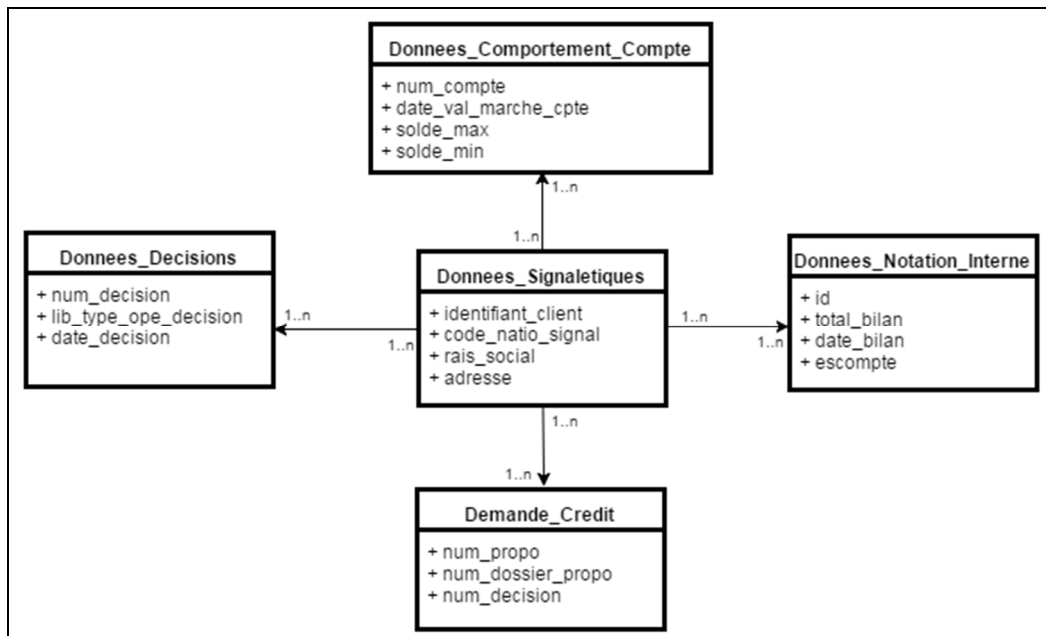 Donnees_Comportement_Compte
+ num_compte
+ date_val_marche_cpte
+ solde_max
+ solde_min
1..n
1..n
Donnees_Decisions
+ num_decision
+ lib_type_ope_decision
+ date_decision
1..n
1..n
Donnees_Signaletiques
+ identifiant_client
+ code_natio_signal
+ rais_social
+ adresse
1..n
1..n
Donnees_Notation_Interne
+ id
+ total_bilan
+ date_bilan
+ escompte
1..n
1..n
Demande_Credit
+ num_propo
+ num_dossier_propo
+ num_decision